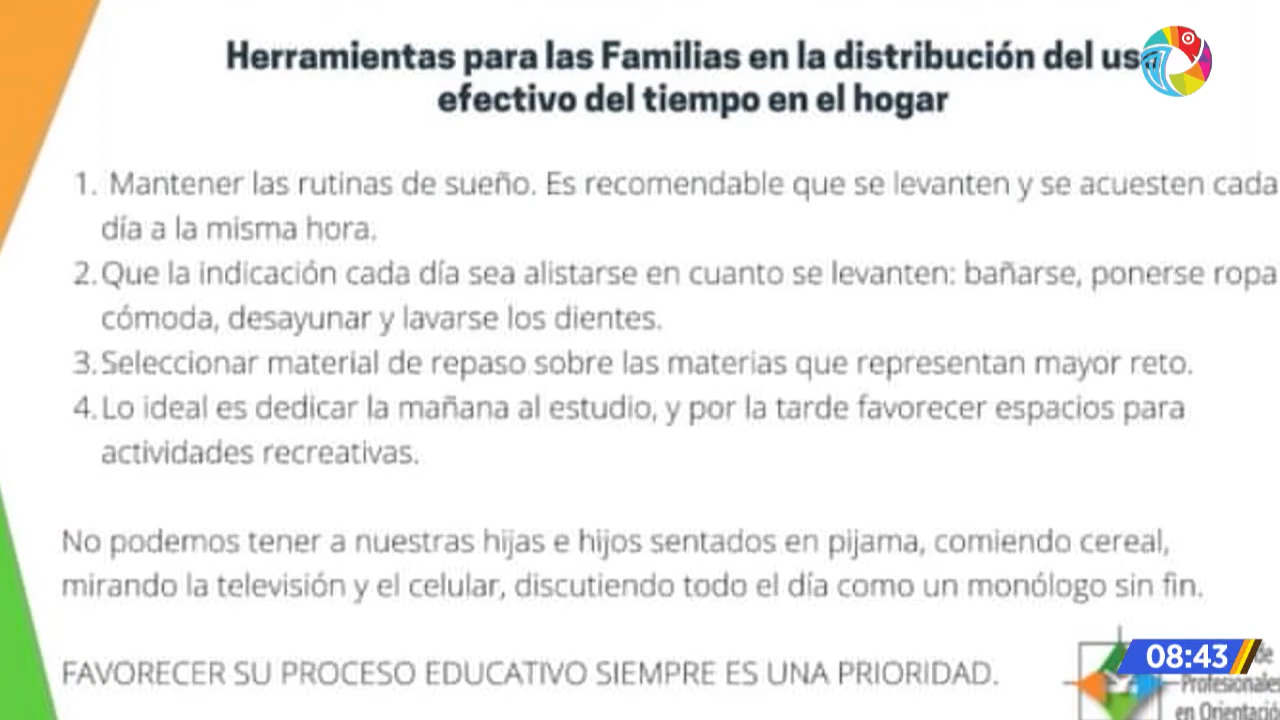 Herramientas para las Familias en la distribución del uso
efectivo del tiempo en el hogar
1. Mantener las rutinas de sueño. Es recomendable que se levanten y se acuesten cada
día a la misma hora.
2. Que la indicación cada día sea alistarse en cuanto se levanten: bañarse, ponerse ropa
cómoda, desayunar y lavarse los dientes.
3. Seleccionar material de repaso sobre las materias que representan mayor reto.
4. Lo ideal es dedicar la mañana al estudio, y por la tarde favorecer espacios para
actividades recreativas.
No podemos tener a nuestras hijas e hijos sentados en pijama, comiendo cereal,
mirando la televisión y el celular, discutiendo todo el día como un monólogo sin fin.
FAVORECER SU PROCESO EDUCATIVO SIEMPRE ES UNA PRIORIDAD.
08:43
de
Profesionales
en Orientació